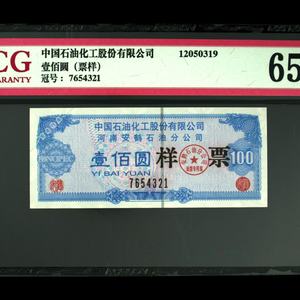 CG
WARRANTY
中国石油化工股份有限公司 12050319
壹佰圆（票样）
冠号： 7654321
65
中国石油化工股份有限公司
河南安鹤石油分公司
SINOPEC
壹佰圆 样 票 100
YI BAI YUAN
7654321